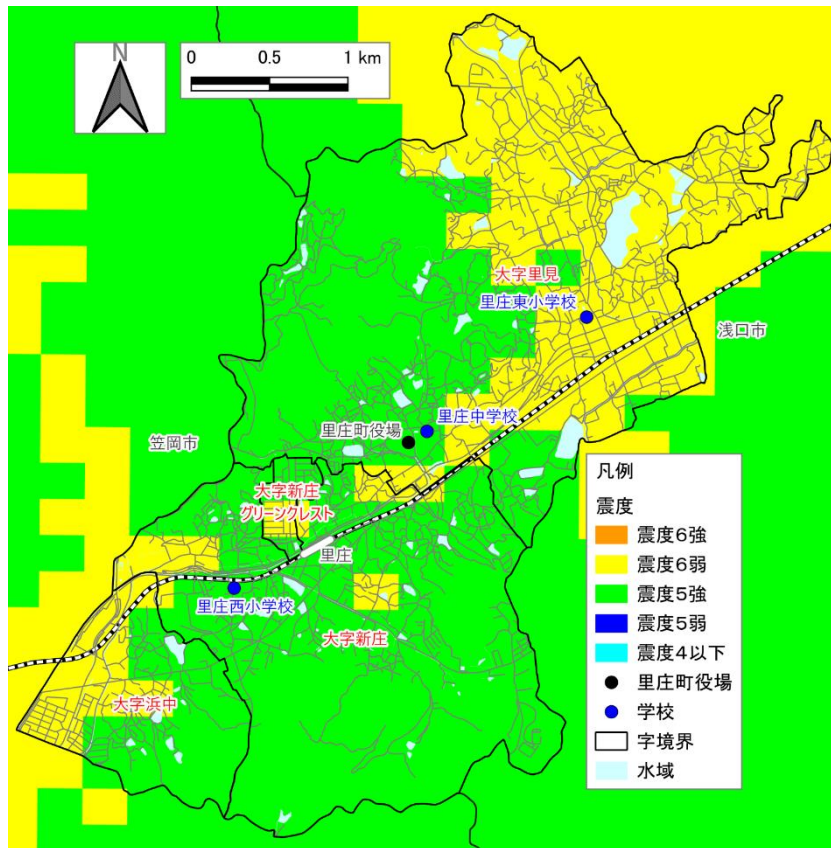 N
0 0.5 1 km
大字里見
里庄東小学校
浅口市
里庄中学校
里庄町役場
笠岡市
大字新庄
グリーンクレスト
里庄
里庄西小学校
大字新庄
大字浜中
凡例
震度
震度6強
震度6弱
震度5強
震度5弱
震度4以下
里庄町役場
学校
字境界
水域